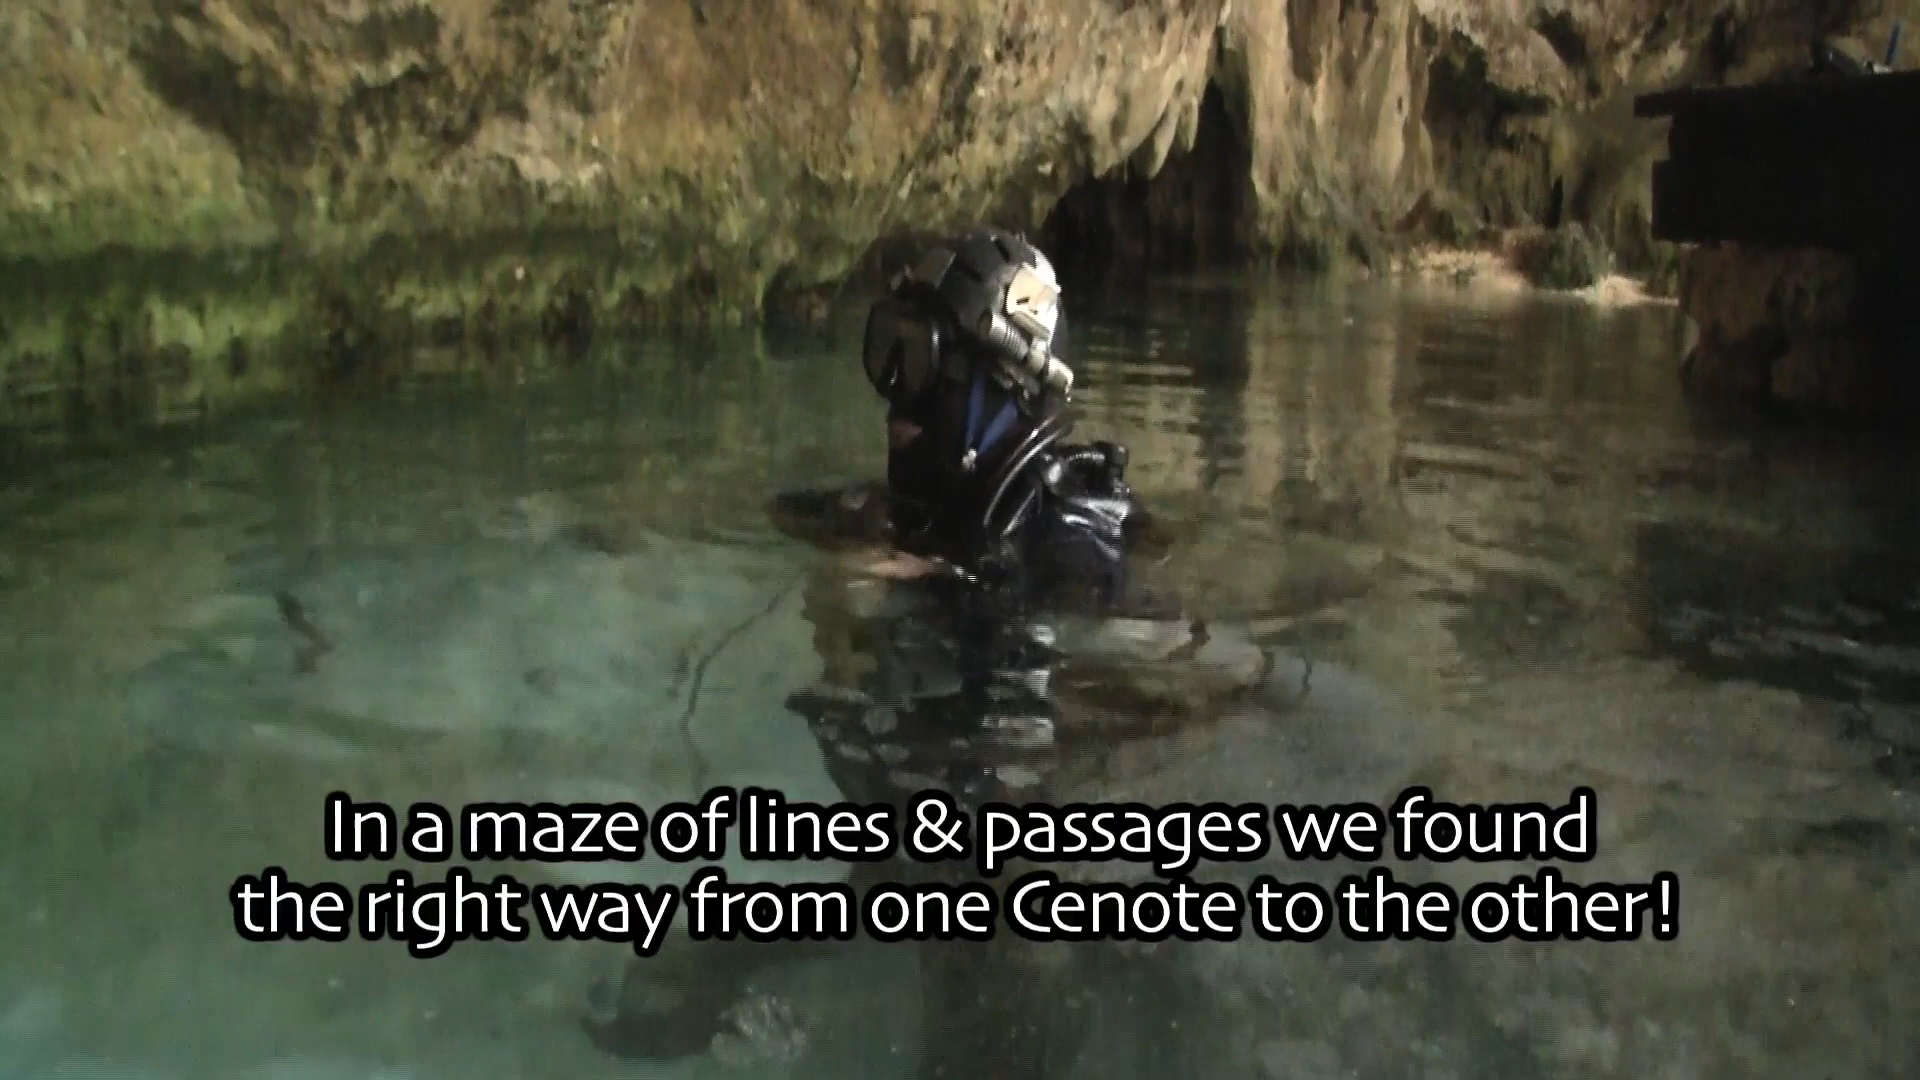 In a maze of lines & passages we found
the right way from one Cenote to the other!